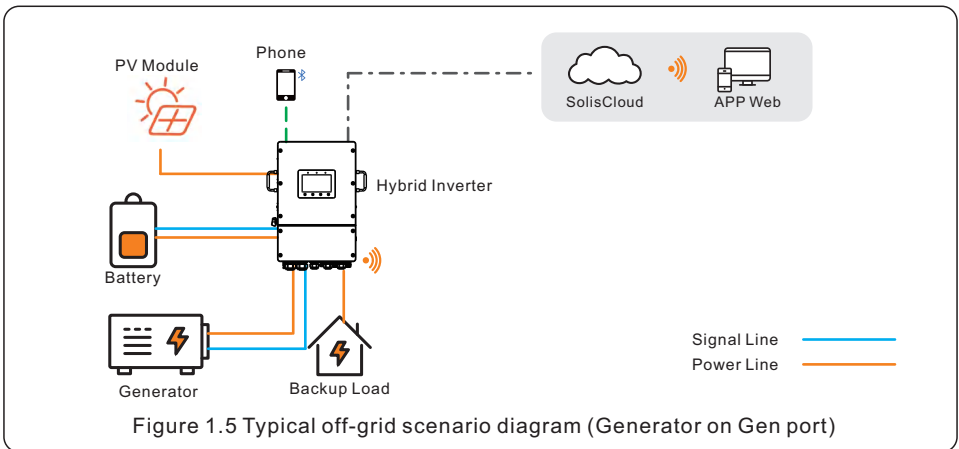 Phone
PV Module
SolisCloud
APP Web
Hybrid Inverter
Battery
Generator
Backup Load
Signal Line
Power Line
Figure 1.5 Typical off-grid scenario diagram (Generator on Gen port)